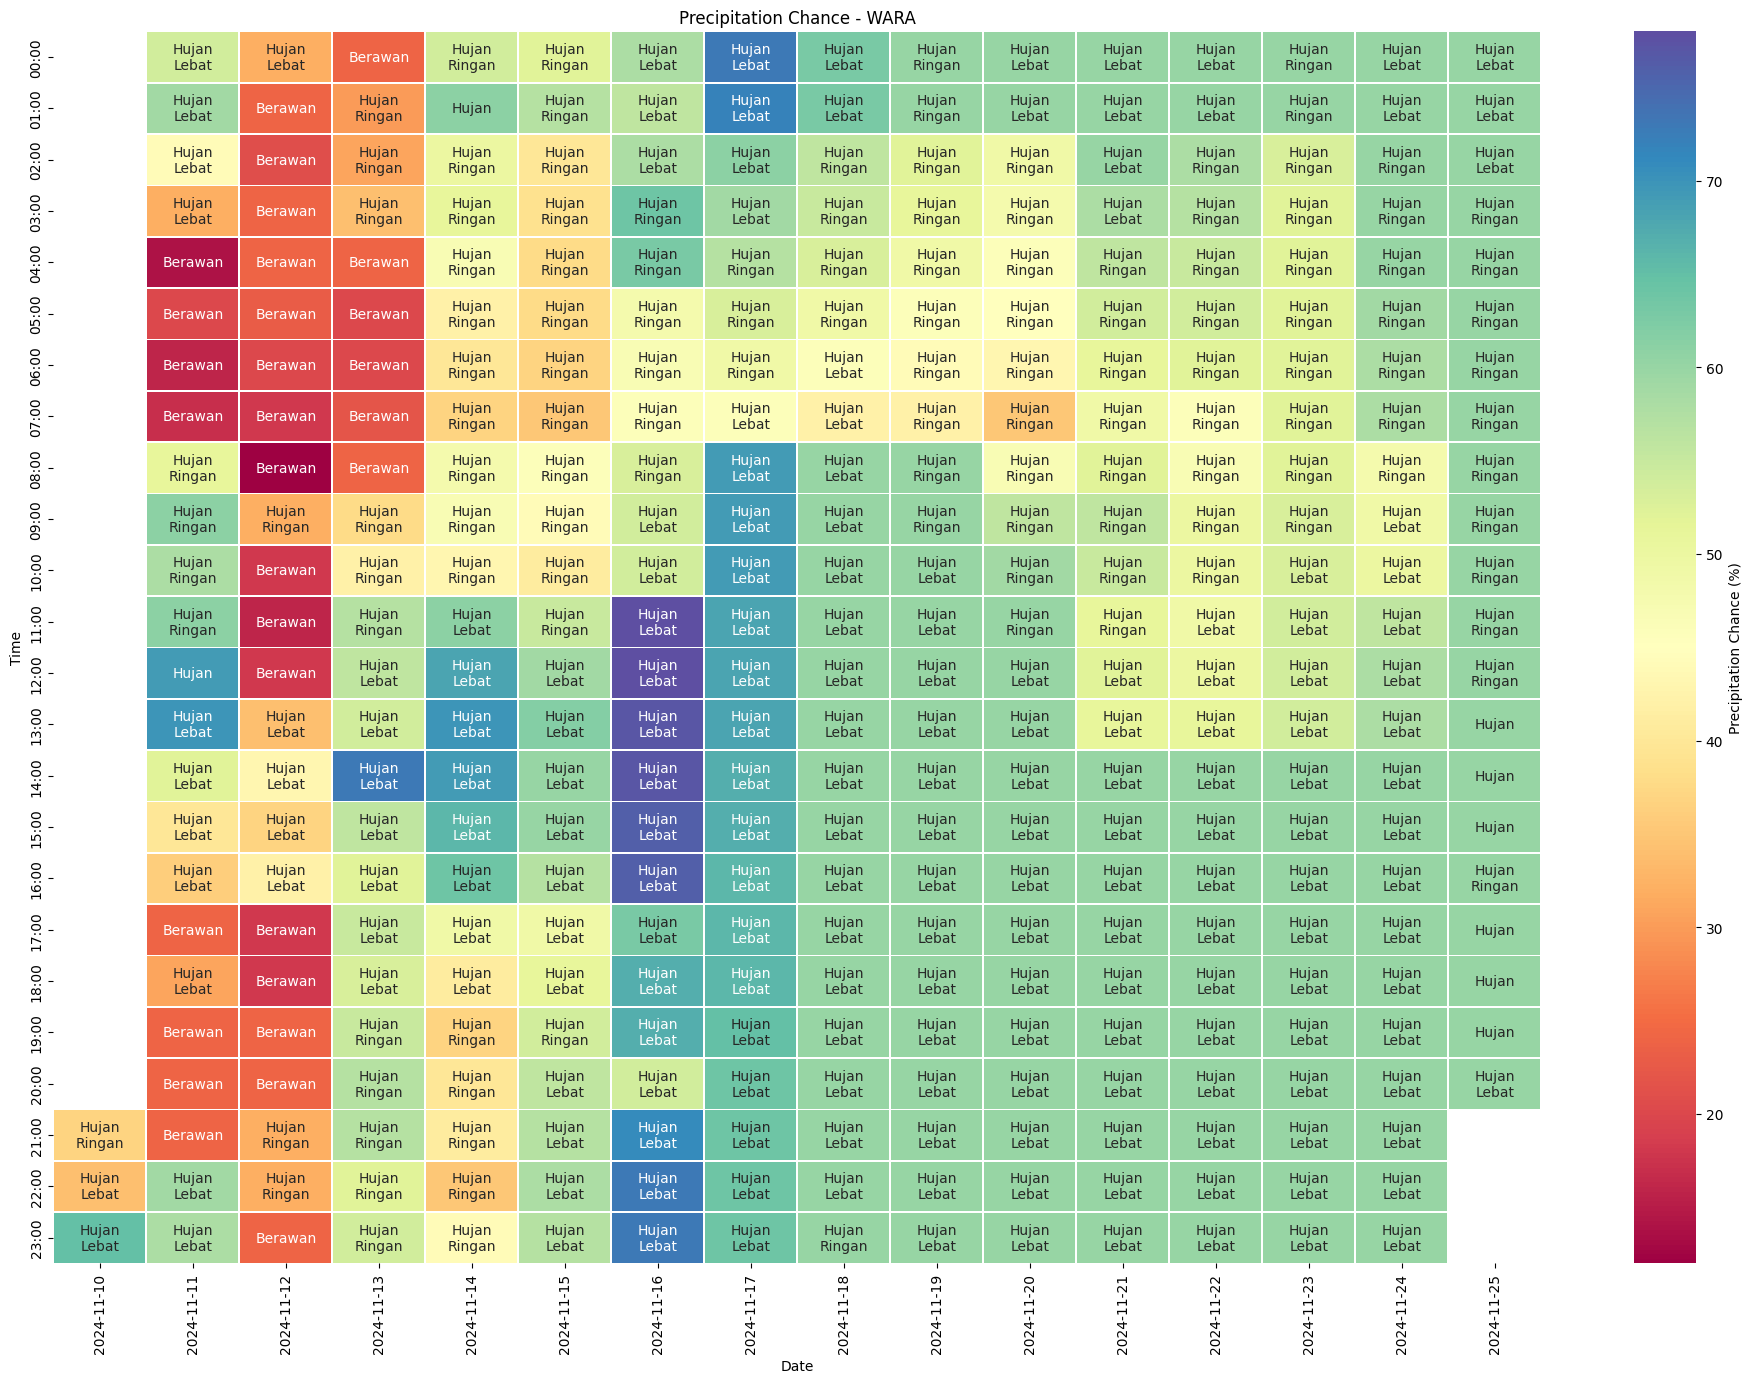 Precipitation Chance - WARA
00:00 Hujan Lebat Hujan Lebat Berawan Hujan Ringan Hujan Ringan Hujan Lebat Hujan Lebat Hujan Lebat Hujan Ringan Hujan Lebat Hujan Lebat Hujan Lebat Hujan Ringan Hujan Lebat Hujan Lebat
01:00 Hujan Lebat Berawan Hujan Ringan Hujan Hujan Ringan Hujan Lebat Hujan Lebat Hujan Lebat Hujan Ringan Hujan Lebat Hujan Lebat Hujan Lebat Hujan Ringan Hujan Lebat Hujan Lebat
02:00 Hujan Lebat Berawan Hujan Ringan Hujan Ringan Hujan Ringan Hujan Lebat Hujan Lebat Hujan Ringan Hujan Ringan Hujan Ringan Hujan Lebat Hujan Ringan Hujan Ringan Hujan Ringan Hujan Lebat
03:00 Hujan Lebat Berawan Hujan Ringan Hujan Ringan Hujan Ringan Hujan Ringan Hujan Lebat Hujan Ringan Hujan Ringan Hujan Ringan Hujan Lebat Hujan Ringan Hujan Ringan Hujan Ringan Hujan Ringan
04:00 Berawan Berawan Berawan Hujan Ringan Hujan Ringan Hujan Ringan Hujan Ringan Hujan Ringan Hujan Ringan Hujan Ringan Hujan Ringan Hujan Ringan Hujan Ringan Hujan Ringan Hujan Ringan
05:00 Berawan Berawan Berawan Hujan Ringan Hujan Ringan Hujan Ringan Hujan Ringan Hujan Ringan Hujan Ringan Hujan Ringan Hujan Ringan Hujan Ringan Hujan Ringan Hujan Ringan Hujan Ringan
06:00 Berawan Berawan Berawan Hujan Ringan Hujan Ringan Hujan Ringan Hujan Ringan Hujan Lebat Hujan Ringan Hujan Ringan Hujan Ringan Hujan Ringan Hujan Ringan Hujan Ringan Hujan Ringan
07:00 Berawan Berawan Berawan Hujan Ringan Hujan Ringan Hujan Ringan Hujan Lebat Hujan Lebat Hujan Ringan Hujan Ringan Hujan Ringan Hujan Ringan Hujan Ringan Hujan Ringan Hujan Ringan
08:00 Hujan Ringan Berawan Berawan Hujan Ringan Hujan Ringan Hujan Ringan Hujan Lebat Hujan Lebat Hujan Ringan Hujan Ringan Hujan Ringan Hujan Ringan Hujan Ringan Hujan Ringan Hujan Ringan
09:00 Hujan Ringan Hujan Ringan Hujan Ringan Hujan Ringan Hujan Ringan Hujan Lebat Hujan Lebat Hujan Lebat Hujan Ringan Hujan Ringan Hujan Ringan Hujan Ringan Hujan Ringan Hujan Lebat Hujan Ringan
10:00 Hujan Ringan Berawan Hujan Ringan Hujan Ringan Hujan Ringan Hujan Lebat Hujan Lebat Hujan Lebat Hujan Lebat Hujan Ringan Hujan Ringan Hujan Ringan Hujan Lebat Hujan Lebat Hujan Ringan
11:00 Hujan Ringan Berawan Hujan Ringan Hujan Lebat Hujan Ringan Hujan Lebat Hujan Lebat Hujan Lebat Hujan Lebat Hujan Ringan Hujan Ringan Hujan Lebat Hujan Lebat Hujan Lebat Hujan Ringan
12:00 Hujan Berawan Hujan Lebat Hujan Lebat Hujan Lebat Hujan Lebat Hujan Lebat Hujan Lebat Hujan Lebat Hujan Lebat Hujan Lebat Hujan Lebat Hujan Lebat Hujan Lebat Hujan Ringan
13:00 Hujan Lebat Hujan Lebat Hujan Lebat Hujan Lebat Hujan Lebat Hujan Lebat Hujan Lebat Hujan Lebat Hujan Lebat Hujan Lebat Hujan Lebat Hujan Lebat Hujan Lebat Hujan Lebat Hujan
14:00 Hujan Lebat Hujan Lebat Hujan Lebat Hujan Lebat Hujan Lebat Hujan Lebat Hujan Lebat Hujan Lebat Hujan Lebat Hujan Lebat Hujan Lebat Hujan Lebat Hujan Lebat Hujan Lebat Hujan
15:00 Hujan Lebat Hujan Lebat Hujan Lebat Hujan Lebat Hujan Lebat Hujan Lebat Hujan Lebat Hujan Lebat Hujan Lebat Hujan Lebat Hujan Lebat Hujan Lebat Hujan Lebat Hujan Lebat Hujan
16:00 Hujan Lebat Hujan Lebat Hujan Lebat Hujan Lebat Hujan Lebat Hujan Lebat Hujan Lebat Hujan Lebat Hujan Lebat Hujan Lebat Hujan Lebat Hujan Lebat Hujan Lebat Hujan Lebat Hujan Ringan
17:00 Berawan Berawan Hujan Lebat Hujan Lebat Hujan Lebat Hujan Lebat Hujan Lebat Hujan Lebat Hujan Lebat Hujan Lebat Hujan Lebat Hujan Lebat Hujan Lebat Hujan Lebat Hujan
18:00 Hujan Lebat Berawan Hujan Lebat Hujan Lebat Hujan Lebat Hujan Lebat Hujan Lebat Hujan Lebat Hujan Lebat Hujan Lebat Hujan Lebat Hujan Lebat Hujan Lebat Hujan Lebat Hujan
19:00 Berawan Berawan Hujan Ringan Hujan Ringan Hujan Ringan Hujan Lebat Hujan Lebat Hujan Lebat Hujan Lebat Hujan Lebat Hujan Lebat Hujan Lebat Hujan Lebat Hujan Lebat Hujan
20:00 Berawan Berawan Hujan Ringan Hujan Ringan Hujan Lebat Hujan Lebat Hujan Lebat Hujan Lebat Hujan Lebat Hujan Lebat Hujan Lebat Hujan Lebat Hujan Lebat Hujan Lebat Hujan Lebat
21:00 Hujan Ringan Berawan Hujan Ringan Hujan Ringan Hujan Ringan Hujan Lebat Hujan Lebat Hujan Lebat Hujan Lebat Hujan Lebat Hujan Lebat Hujan Lebat Hujan Lebat Hujan Lebat Hujan Lebat
22:00 Hujan Lebat Hujan Lebat Hujan Ringan Hujan Ringan Hujan Ringan Hujan Lebat Hujan Lebat Hujan Lebat Hujan Lebat Hujan Lebat Hujan Lebat Hujan Lebat Hujan Lebat Hujan Lebat Hujan Lebat
23:00 Hujan Lebat Hujan Lebat Berawan Hujan Ringan Hujan Ringan Hujan Lebat Hujan Lebat Hujan Lebat Hujan Ringan Hujan Lebat Hujan Lebat Hujan Lebat Hujan Lebat Hujan Lebat Hujan Lebat
Time
2024-11-10 2024-11-11 2024-11-12 2024-11-13 2024-11-14 2024-11-15 2024-11-16 2024-11-17 2024-11-18 2024-11-19 2024-11-20 2024-11-21 2024-11-22 2024-11-23 2024-11-24 2024-11-25
Date
70
60
50
40
30
20
Precipitation Chance (%)